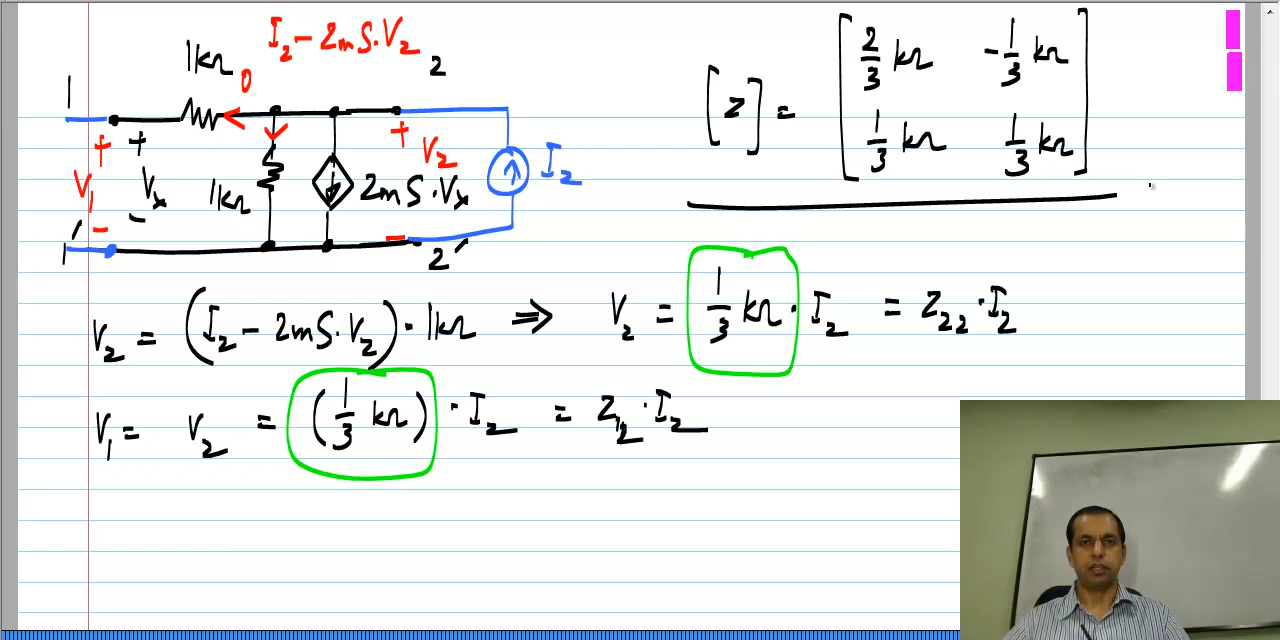 I₂ − 2mS·V₂
1kΩ 0 2
1
+ + + V₂
V₁ Vₓ 1kΩ 2mS·Vₓ I₂
− − −
1′ 2′
[Z] = [ 2/3 kΩ −1/3 kΩ
1/3 kΩ 1/3 kΩ ]
V₂ = (I₂ − 2mS·V₂)·1kΩ ⇒ V₂ = 1/3 kΩ · I₂ = Z₂₂ · I₂
V₁ = V₂ = (1/3 kΩ) · I₂ = Z₁₂ · I₂